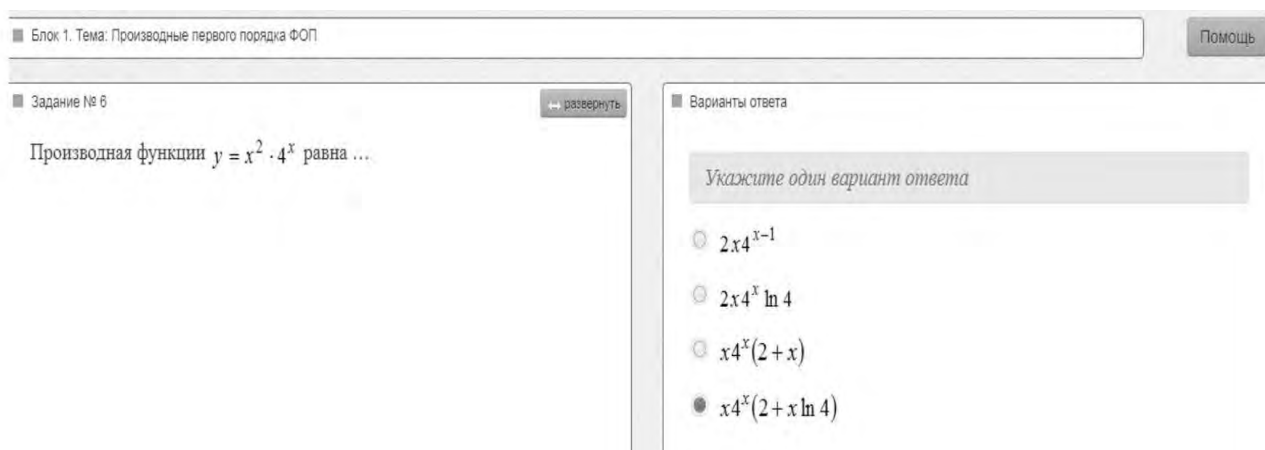 Блок 1. Тема: Производные первого порядка ФОП
Помощь
Задание № 6
развернуть
Производная функции y = x² · 4ˣ равна ...
Варианты ответа
Укажите один вариант ответа
2x4ˣ⁻¹
2x4ˣ ln 4
x4ˣ(2 + x)
x4ˣ(2 + x ln 4)